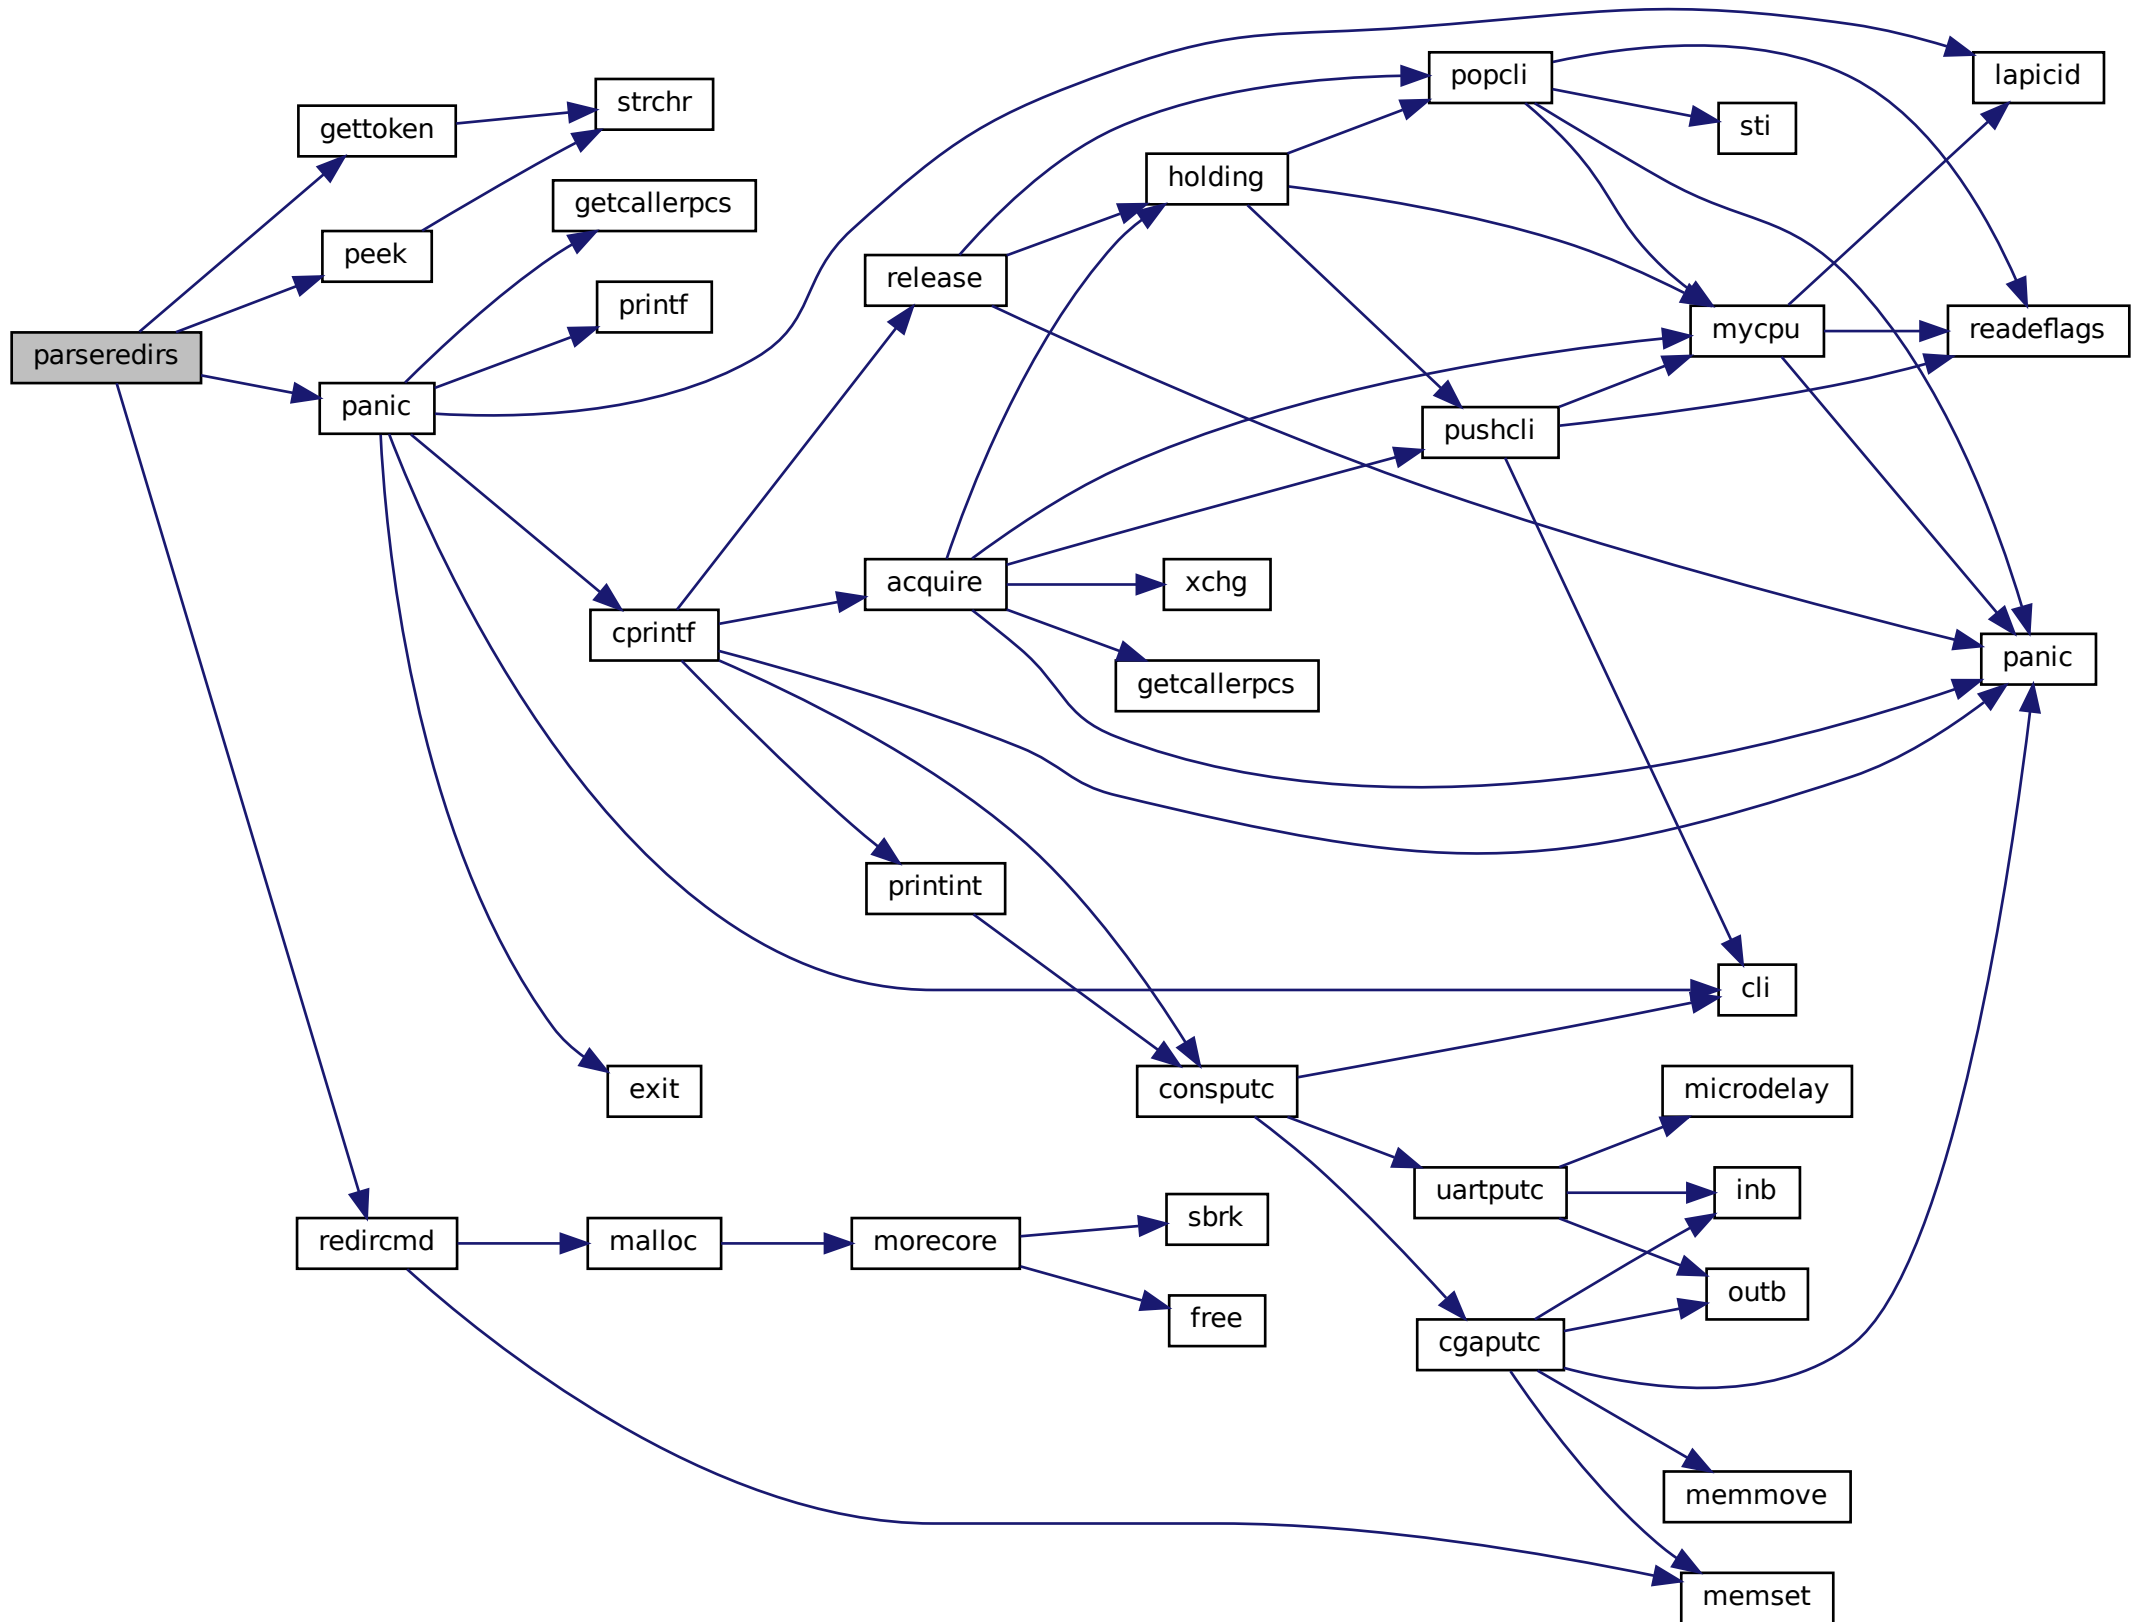 parseredirs
gettoken
peek
panic
redircmd
strchr
getcallerpcs
printf
cprintf
exit
malloc
release
acquire
printint
morecore
holding
xchg
getcallerpcs
consputc
sbrk
free
popcli
pushcli
uartputc
cgaputc
sti
mycpu
cli
microdelay
inb
outb
memmove
memset
lapicid
readeflags
panic